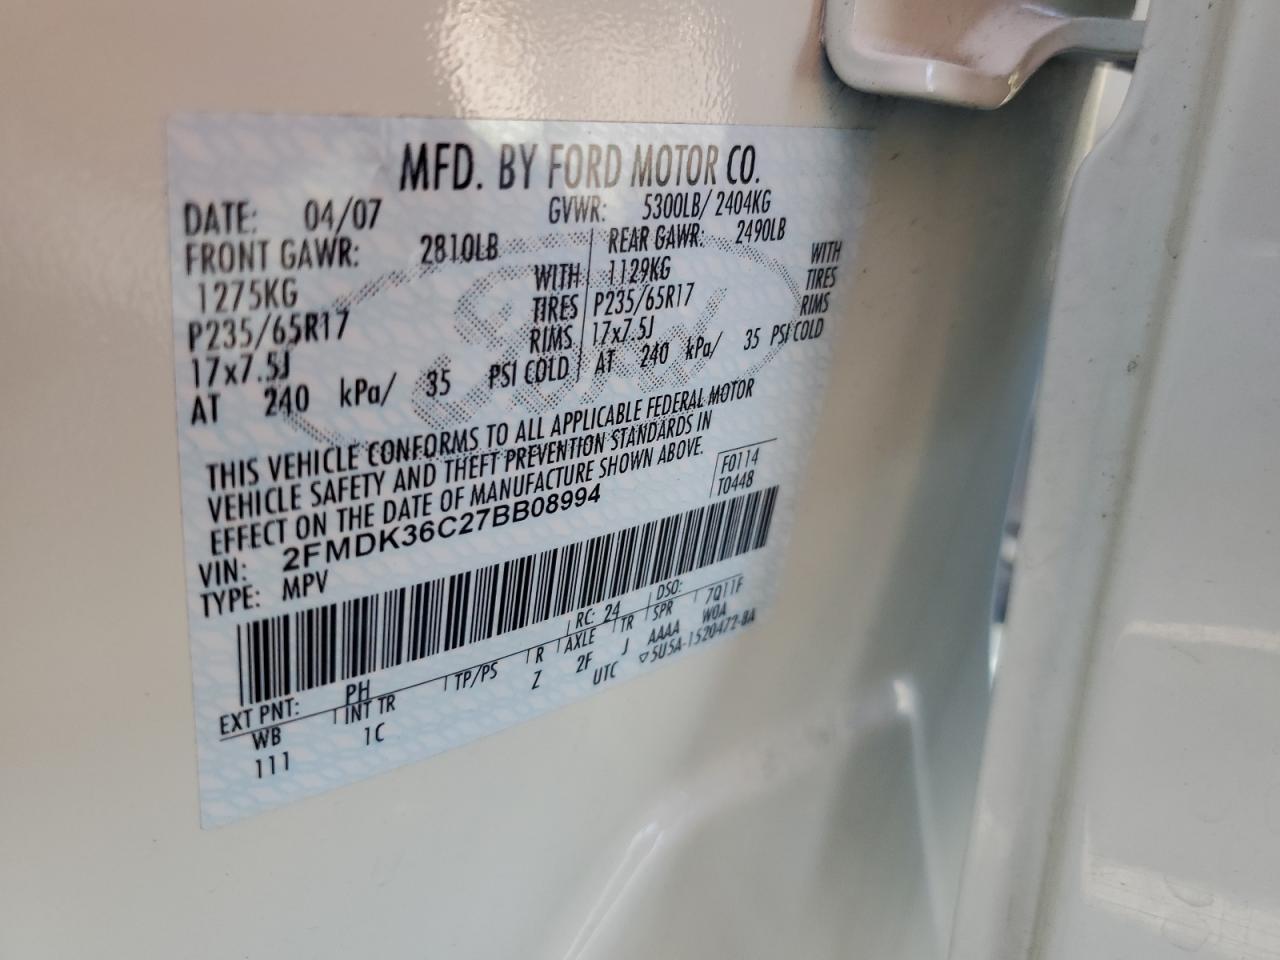 MFD. BY FORD MOTOR CO.
DATE: 04/07 GVWR: 5300LB/ 2404KG
FRONT GAWR: 2810LB REAR GAWR: 2490LB
1275KG WITH 1129KG WITH
P235/65R17 TIRES P235/65R17 TIRES
17x7.5J RIMS 17x7.5J RIMS
AT 240 kPa/ 35 PSI COLD AT 240 kPa/ 35 PSI COLD
THIS VEHICLE CONFORMS TO ALL APPLICABLE FEDERAL MOTOR
VEHICLE SAFETY AND THEFT PREVENTION STANDARDS IN
EFFECT ON THE DATE OF MANUFACTURE SHOWN ABOVE.
F0114
T0448
VIN: 2FMDK36C27BB08994
TYPE: MPV
EXT PNT: PH RC: 24 DSO: 7Q11F
WB INT TR TP/PS R AXLE TR SPR WOA
111 1C Z 2F J AAAA
UTC ▽5U5A-1520472-BA
Ford